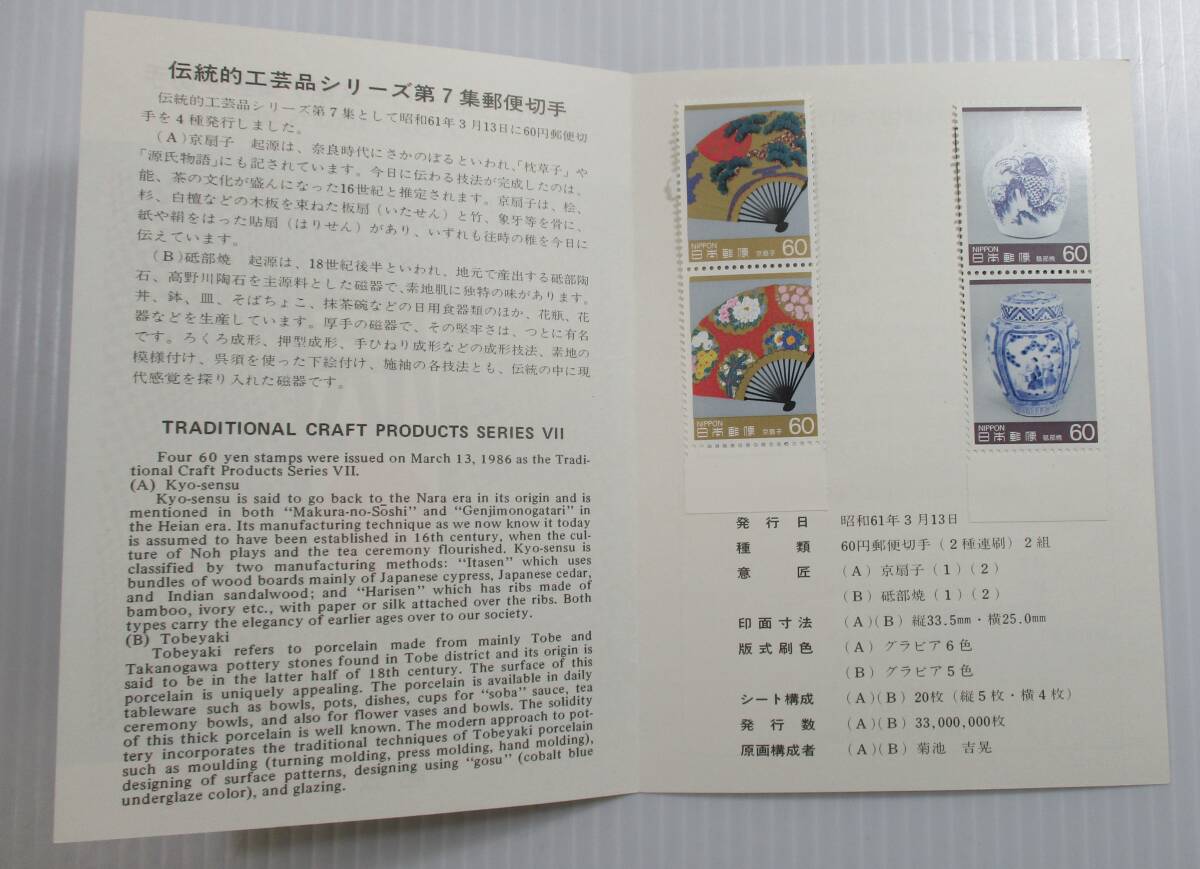 伝統的工芸品シリーズ第7集郵便切手
伝統的工芸品シリーズ第7集として昭和61年3月13日に60円郵便切
手を4種発行しました。
(A)京扇子 起源は、奈良時代にさかのぼるといわれ、「枕草子」や
「源氏物語」にも記されています。今日に伝わる技法が完成したのは、
能、茶の文化が盛んになった16世紀と推定されます。京扇子は、桧、
杉、白檀などの木板を束ねた板扇(いたせん)と竹、象牙等を骨に、
紙や絹をはった貼扇(はりせん)があり、いずれも往時の雅を今日に
伝えています。
(B)砥部焼 起源は、18世紀後半といわれ、地元で産出する砥部陶
石、高野川陶石を主源料とした磁器で、素地肌に独特の味があります。
丼、鉢、皿、そばちょこ、抹茶碗などの日用食器類のほか、花瓶、花
器などを生産しています。厚手の磁器で、その堅牢さは、つとに有名
です。ろくろ成形、押型成形、手ひねり成形などの成形技法、素地の
模様付け、呉須を使った下絵付け、施袖の各技法とも、伝統の中に現
代感覚を採り入れた磁器です。
TRADITIONAL CRAFT PRODUCTS SERIES VII
Four 60 yen stamps were issued on March 13, 1986 as the Tradi-
tional Craft Products Series VII.
(A) Kyo-sensu
Kyo-sensu is said to go back to the Nara era in its origin and is
mentioned in both “Makura-no-Sōshi” and “Genjimonogatari” in
the Heian era. Its manufacturing technique as we now know it today
is assumed to have been established in 16th century, when the cul-
ture of Noh plays and the tea ceremony flourished. Kyo-sensu is
classified by two manufacturing methods: “Itasen” which uses
bundles of wood boards mainly of Japanese cypress, Japanese cedar,
and Indian sandalwood; and “Harisen” which has ribs made of
bamboo, ivory etc., with paper or silk attached over the ribs. Both
types carry the elegancy of earlier ages over to our society.
(B) Tobeyaki
Tobeyaki refers to porcelain made from mainly Tobe and
Takanogawa pottery stones found in Tobe district and its origin is
said to be in the latter half of 18th century. The surface of this
porcelain is uniquely appealing. The porcelain is available in daily
tableware such as bowls, pots, dishes, cups for “soba” sauce, tea
ceremony bowls, and also for flower vases and bowls. The solidity
of this thick porcelain is well known. The modern approach to pot-
tery incorporates the traditional techniques of Tobeyaki porcelain
such as moulding (turning molding, press molding, hand molding),
designing of surface patterns, designing using “gosu” (cobalt blue
underglaze color), and glazing.
NIPPON
日本郵便 京扇子 60
NIPPON
日本郵便 京扇子 60
NIPPON
日本郵便 砥部焼 60
NIPPON
日本郵便 砥部焼 60
発行日 昭和61年3月13日
種類 60円郵便切手(2種連刷)2組
意匠 (A)京扇子(1)(2)
(B)砥部焼(1)(2)
印面寸法 (A)(B)縦33.5mm・横25.0mm
版式刷色 (A)グラビア6色
(B)グラビア5色
シート構成 (A)(B)20枚(縦5枚・横4枚)
発行数 (A)(B)33,000,000枚
原画構成者 (A)(B)菊池 吉晃